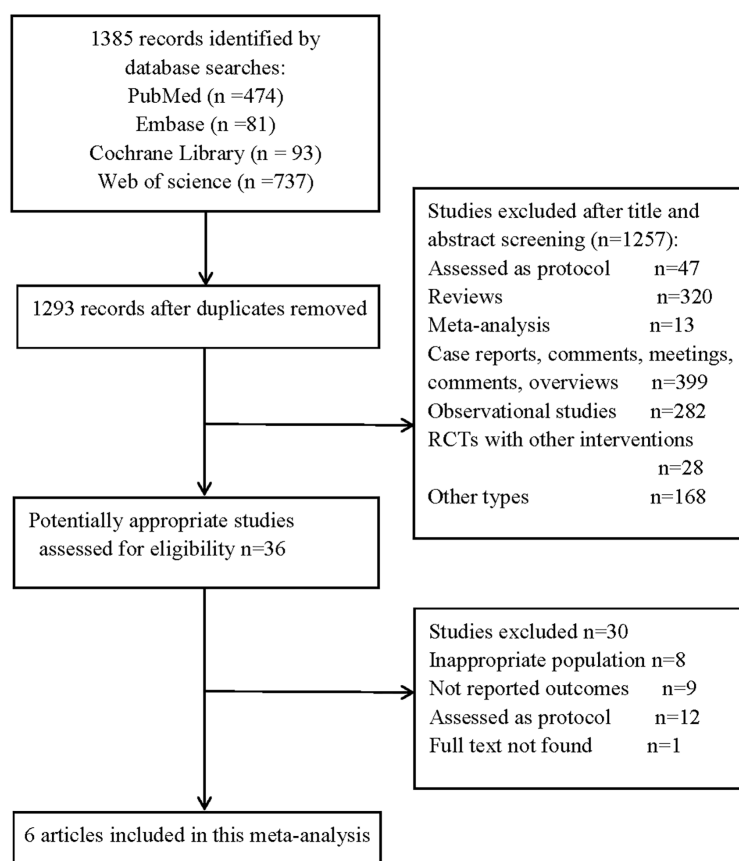 1385 records identified by
database searches:
PubMed (n =474)
Embase (n =81)
Cochrane Library (n = 93)
Web of science (n =737)
1293 records after duplicates removed
Studies excluded after title and
abstract screening (n=1257):
Assessed as protocol n=47
Reviews n=320
Meta-analysis n=13
Case reports, comments, meetings,
comments, overviews n=399
Observational studies n=282
RCTs with other interventions
n=28
Other types n=168
Potentially appropriate studies
assessed for eligibility n=36
Studies excluded n=30
Inappropriate population n=8
Not reported outcomes n=9
Assessed as protocol n=12
Full text not found n=1
6 articles included in this meta-analysis